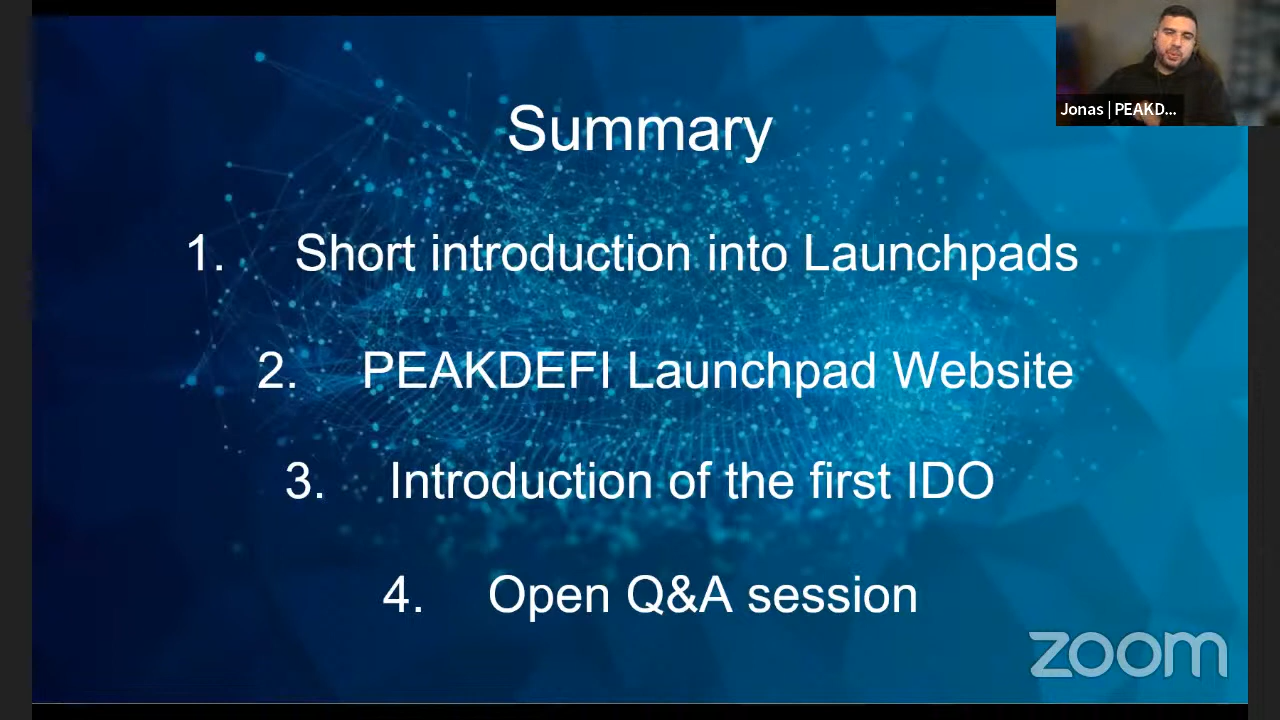 Summary
Jonas | PEAKD...
1. Short introduction into Launchpads
2. PEAKDEFI Launchpad Website
3. Introduction of the first IDO
4. Open Q&A session
zoom